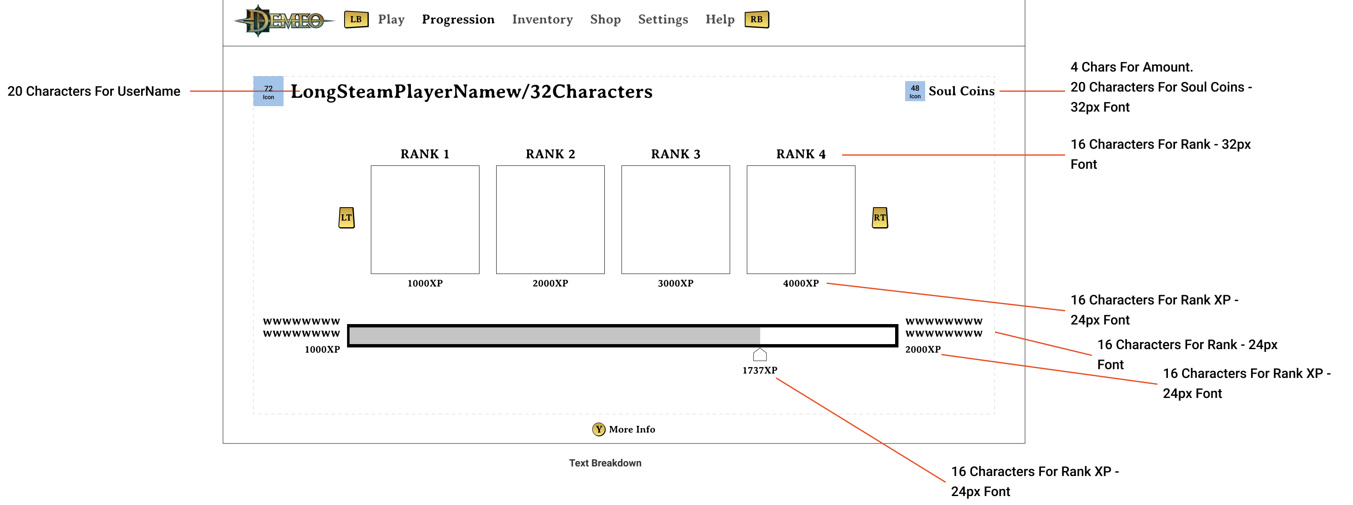 DEMEO
LB Play Progression Inventory Shop Settings Help RB
20 Characters For UserName
72
Icon
LongSteamPlayerNamew/32Characters
48
Icon
Soul Coins
4 Chars For Amount.
20 Characters For Soul Coins -
32px Font
RANK 1 RANK 2 RANK 3 RANK 4
16 Characters For Rank - 32px
Font
LT RT
1000XP 2000XP 3000XP 4000XP
16 Characters For Rank XP -
24px Font
WWWWWWWW
WWWWWWWW
1000XP
WWWWWWWW
WWWWWWWW
2000XP
16 Characters For Rank - 24px
Font
16 Characters For Rank XP -
24px Font
1737XP
Y More Info
Text Breakdown
16 Characters For Rank XP -
24px Font